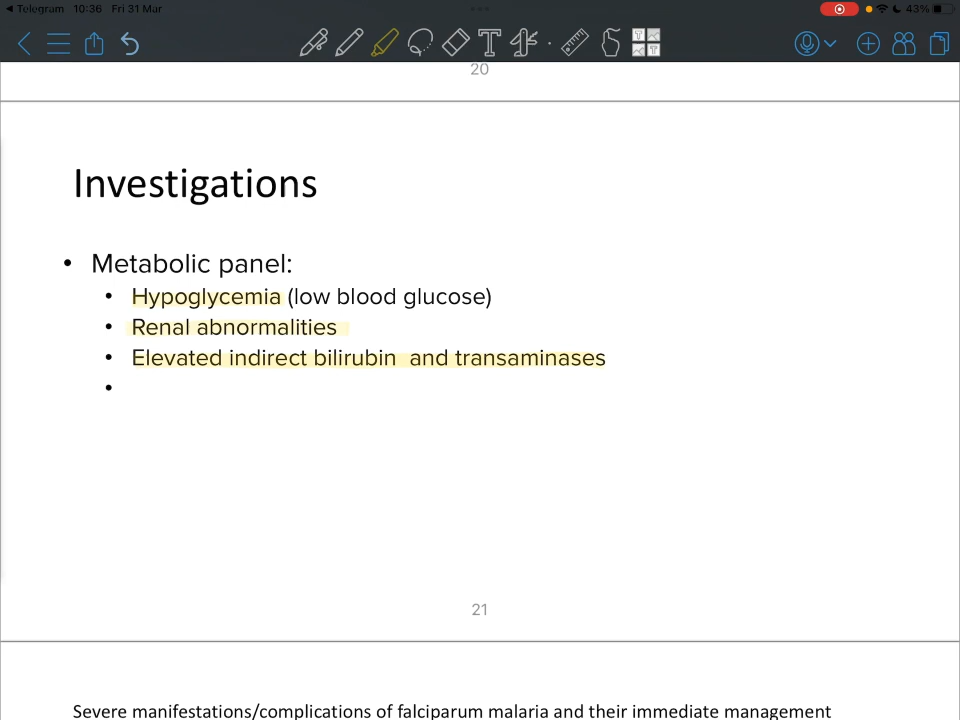 ◀ Telegram 10:36 Fri 31 Mar 43%
20
Investigations
• Metabolic panel:
• Hypoglycemia (low blood glucose)
• Renal abnormalities
• Elevated indirect bilirubin and transaminases
•
21
Severe manifestations/complications of falciparum malaria and their immediate management